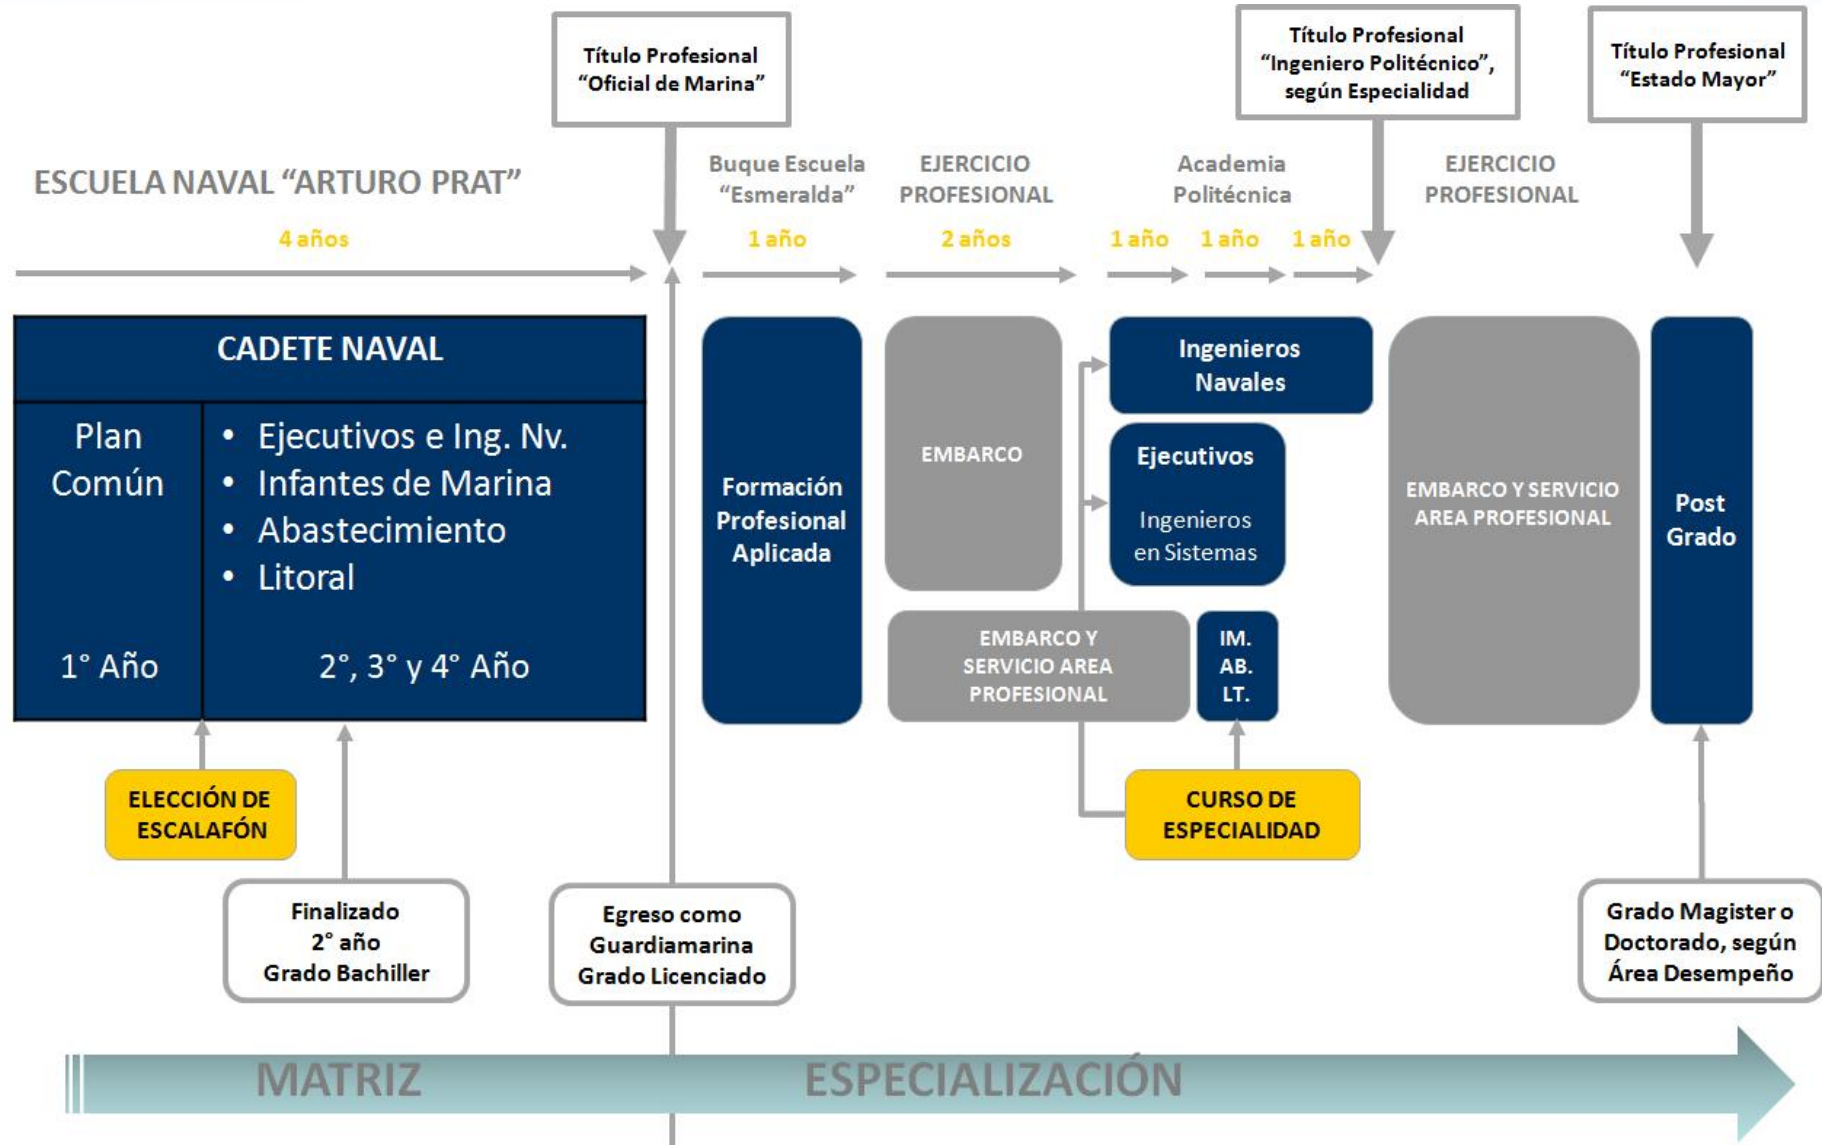 Título Profesional
“Oficial de Marina”
Título Profesional
“Ingeniero Politécnico”,
según Especialidad
Título Profesional
“Estado Mayor”
ESCUELA NAVAL “ARTURO PRAT”
4 años
Buque Escuela
“Esmeralda”
1 año
EJERCICIO
PROFESIONAL
2 años
Academia
Politécnica
1 año
1 año
1 año
EJERCICIO
PROFESIONAL
CADETE NAVAL
Plan
Común
1° Año
• Ejecutivos e Ing. Nv.
• Infantes de Marina
• Abastecimiento
• Litoral
2°, 3° y 4° Año
Formación
Profesional
Aplicada
EMBARCO
EMBARCO Y
SERVICIO AREA
PROFESIONAL
Ingenieros
Navales
Ejecutivos
Ingenieros
en Sistemas
IM.
AB.
LT.
EMBARCO Y SERVICIO
AREA PROFESIONAL
Post
Grado
ELECCIÓN DE
ESCALAFÓN
CURSO DE
ESPECIALIDAD
Finalizado
2° año
Grado Bachiller
Egreso como
Guardiamarina
Grado Licenciado
Grado Magister o
Doctorado, según
Área Desempeño
MATRIZ
ESPECIALIZACIÓN